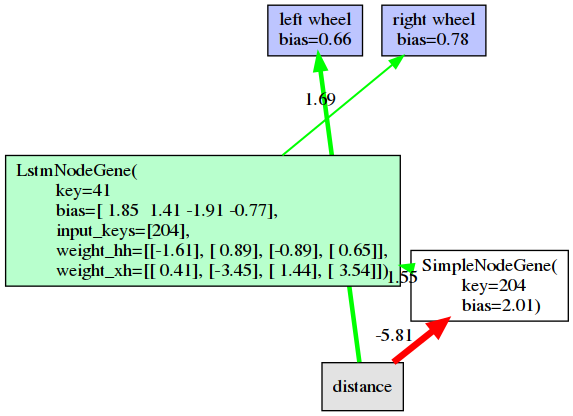 left wheel
bias=0.66
right wheel
bias=0.78
1.69
LstmNodeGene(
key=41
bias=[ 1.85 1.41 -1.91 -0.77],
input_keys=[204],
weight_hh=[[-1.61], [ 0.89], [-0.89], [ 0.65]],
weight_xh=[[ 0.41], [-3.45], [ 1.44], [ 3.54]])
1.55
SimpleNodeGene(
key=204
bias=2.01)
-5.81
distance